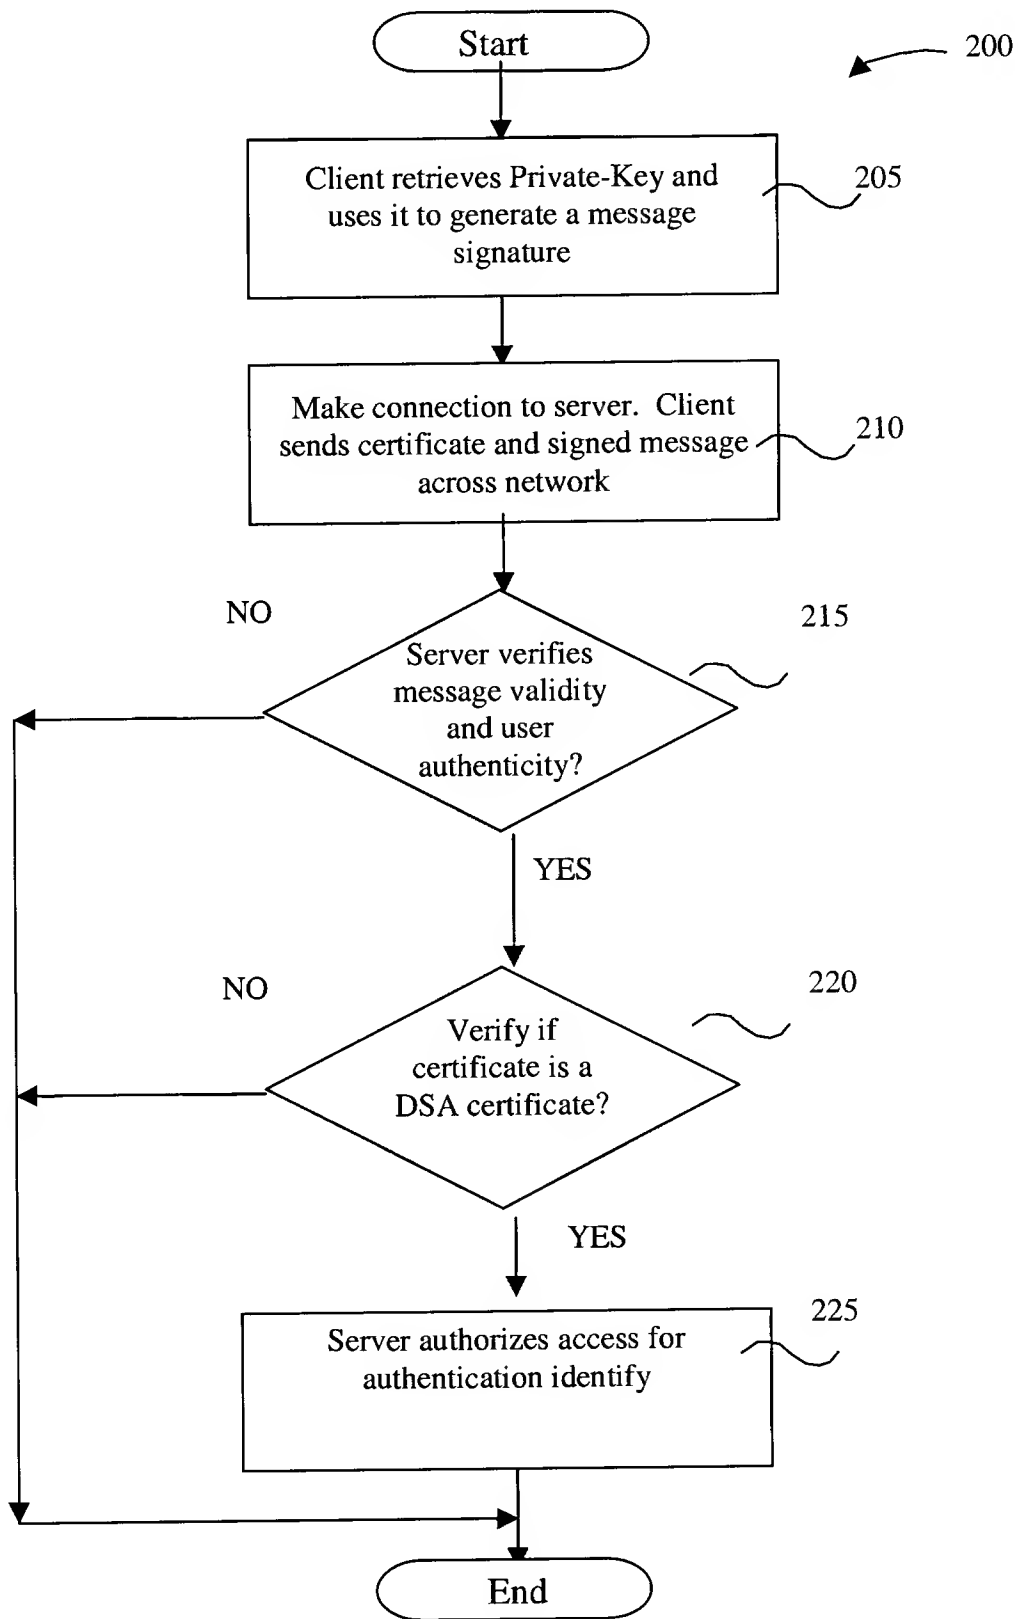 Start
200
Client retrieves Private-Key and
uses it to generate a message
signature
205
Make connection to server. Client
sends certificate and signed message
across network
210
NO
215
Server verifies
message validity
and user
authenticity?
YES
NO
220
Verify if
certificate is a
DSA certificate?
YES
225
Server authorizes access for
authentication identify
End